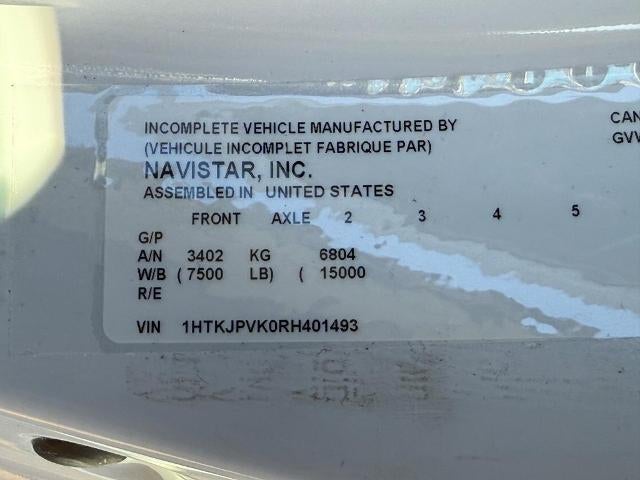 INCOMPLETE VEHICLE MANUFACTURED BY
(VEHICULE INCOMPLET FABRIQUE PAR)
NAVISTAR, INC.
ASSEMBLED IN UNITED STATES
CAN
GVW
FRONT AXLE 2 3 4 5
G/P
A/N 3402 KG 6804
W/B ( 7500 LB) ( 15000
R/E
VIN 1HTKJPVK0RH401493